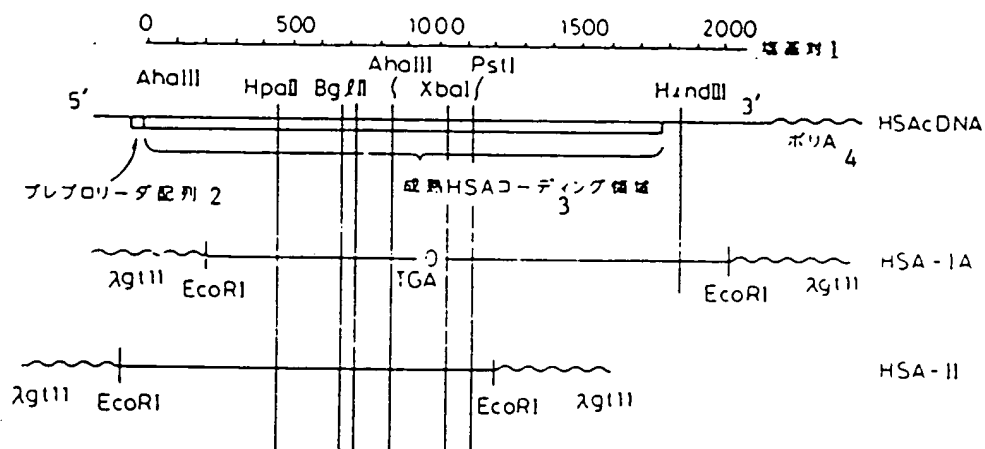 0 500 1000 1500 2000 塩基対 1
AhaIII PstI
AhaIII HpaII BglII XbaI HindIII
5' 3' HSAcDNA
ポリA 4
プレプロリーダ配列 2 成熟HSAコーディング領域 3
TGA HSA-IA
λgt11 EcoRI EcoRI λgt11
HSA-II
λgt11 EcoRI EcoRI λgt11